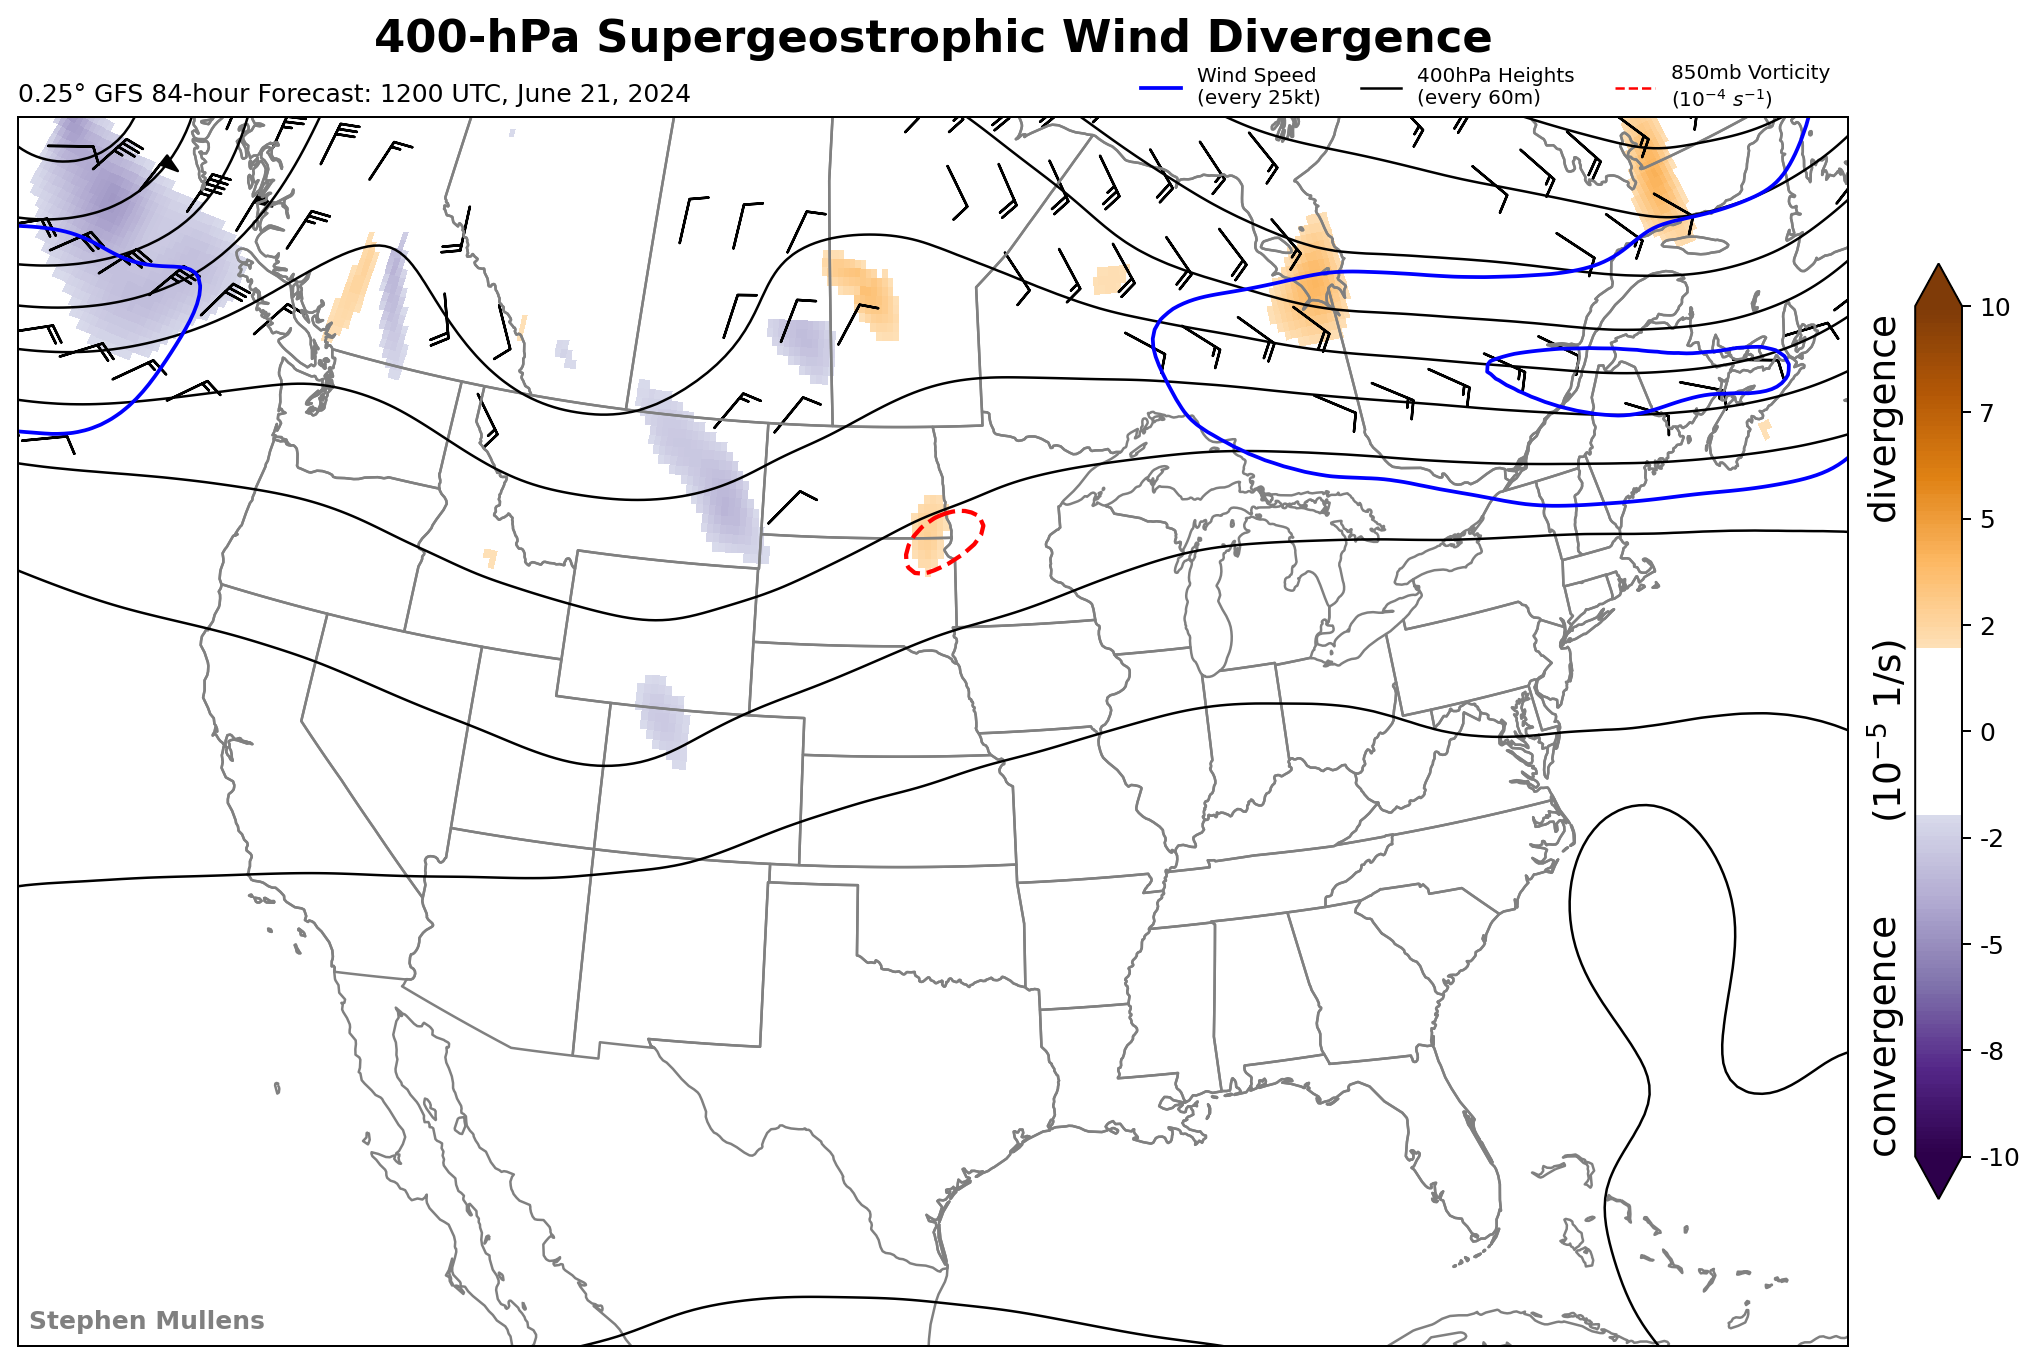 400-hPa Supergeostrophic Wind Divergence
0.25° GFS 84-hour Forecast: 1200 UTC, June 21, 2024
Wind Speed
(every 25kt)
400hPa Heights
(every 60m)
850mb Vorticity
(10⁻⁴ s⁻¹)
10
7
5
2
0
-2
-5
-8
-10
convergence (10⁻⁵ 1/s) divergence
Stephen Mullens